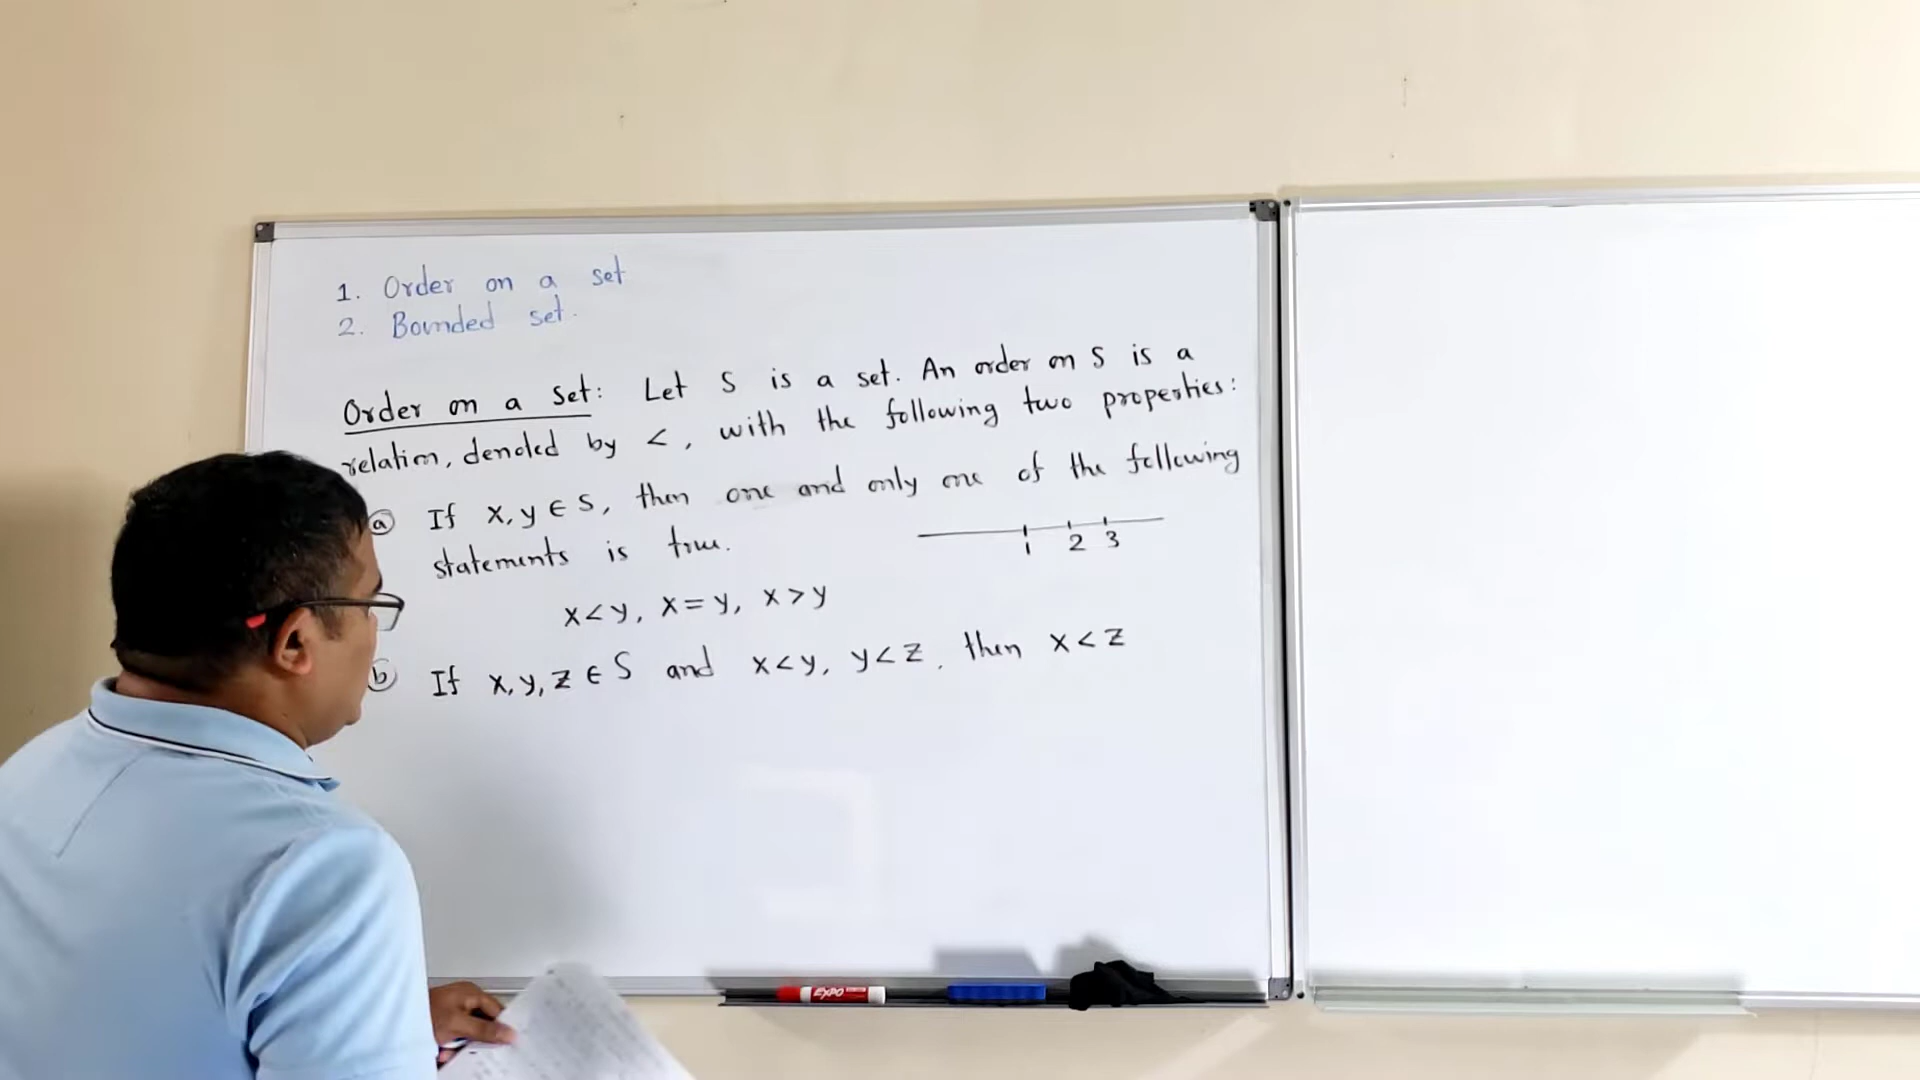 1. Order on a set
2. Bounded set.
Order on a set: Let S is a set. An order on S is a
relation, denoted by <, with the following two properties:
ⓐ If x, y ∈ S, then one and only one of the following
statements is true.
1 2 3
x<y, x=y, x>y
ⓑ If x, y, z ∈ S and x<y, y<z, then x<z
EXPO